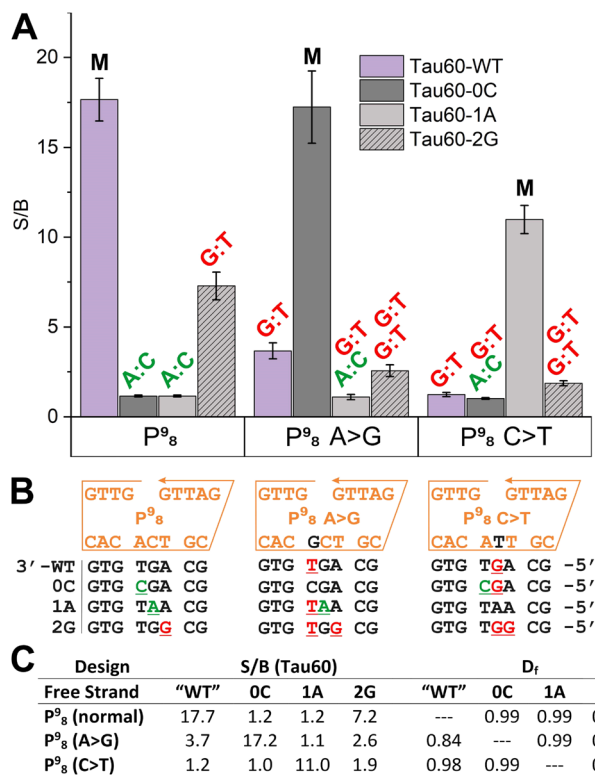 A
20
15
10
5
0
S/B
M
A:C
A:C
G:T
G:T
M
G:T
A:C
G:T
G:T
G:T
G:T
A:C
M
G:T
G:T
Tau60-WT
Tau60-0C
Tau60-1A
Tau60-2G
P⁹₈ P⁹₈ A>G P⁹₈ C>T
B
GTTG GTTAG GTTG GTTAG GTTG GTTAG
P⁹₈ P⁹₈ A>G P⁹₈ C>T
CAC ACT GC CAC GCT GC CAC ATT GC
3′-WT GTG TGA CG GTG TGA CG GTG TGA CG -5′
0C GTG CGA CG GTG CGA CG GTG CGA CG -5′
1A GTG TAA CG GTG TAA CG GTG TAA CG -5′
2G GTG TGG CG GTG TGG CG GTG TGG CG -5′
C
Design S/B (Tau60) Df
Free Strand “WT” 0C 1A 2G “WT” 0C 1A
P⁹₈ (normal) 17.7 1.2 1.2 7.2 --- 0.99 0.99
P⁹₈ (A>G) 3.7 17.2 1.1 2.6 0.84 --- 0.99
P⁹₈ (C>T) 1.2 1.0 11.0 1.9 0.98 0.99 ---